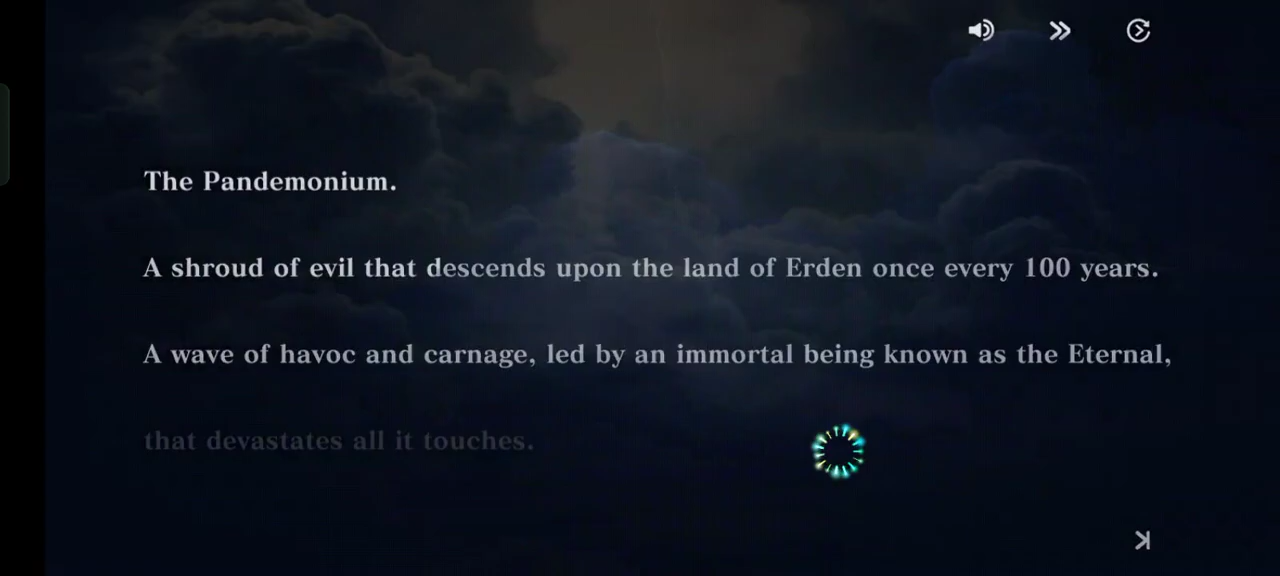 The Pandemonium.
A shroud of evil that descends upon the land of Erden once every 100 years.
A wave of havoc and carnage, led by an immortal being known as the Eternal,
that devastates all it touches.